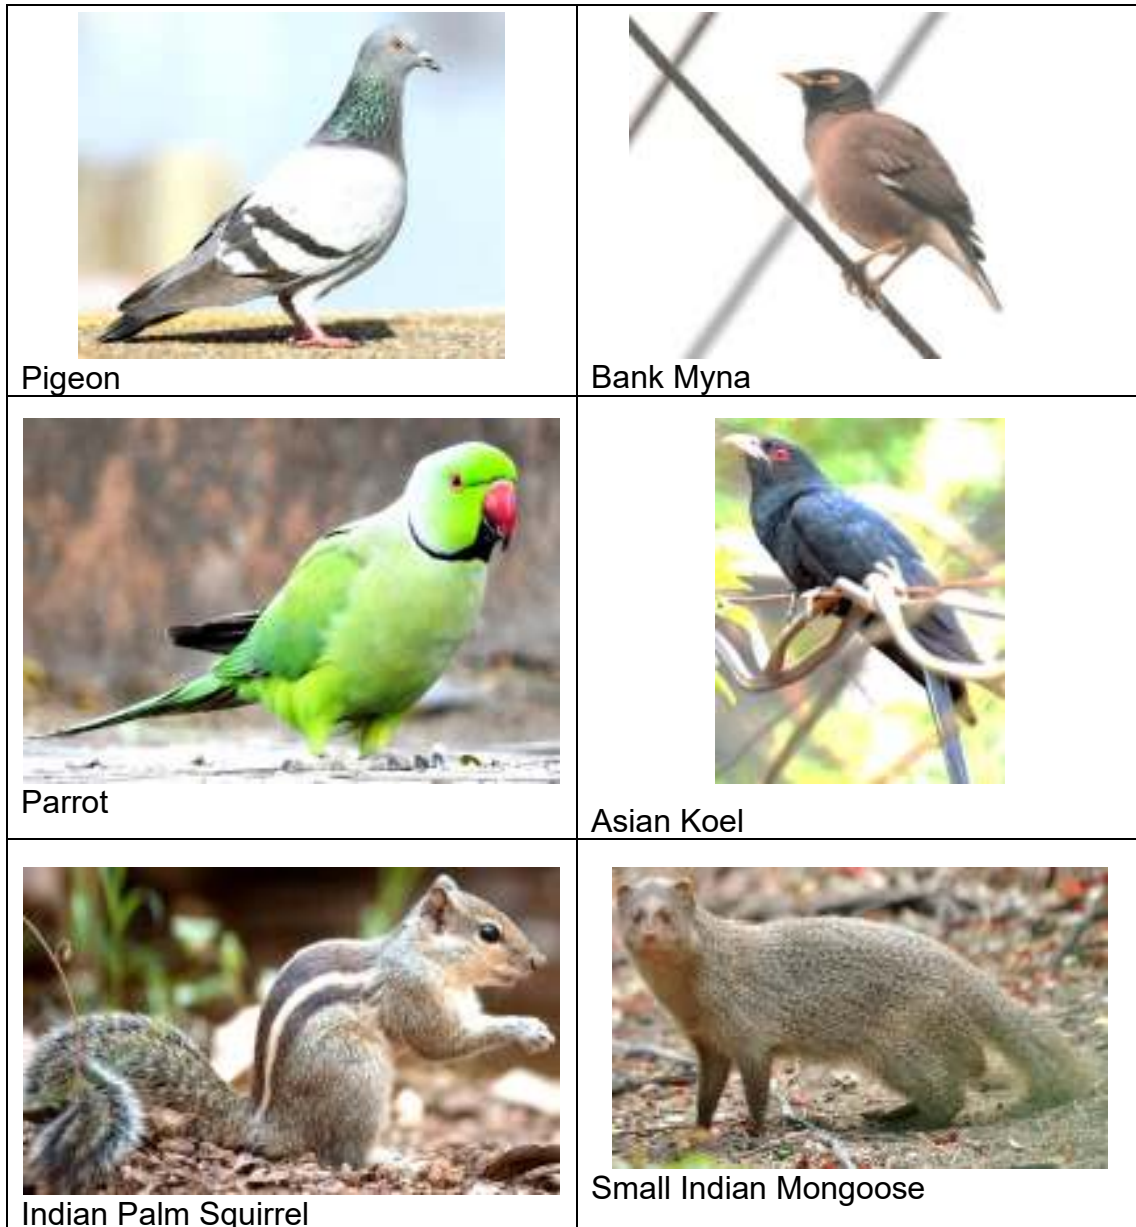 Pigeon
Bank Myna
Parrot
Asian Koel
Indian Palm Squirrel
Small Indian Mongoose